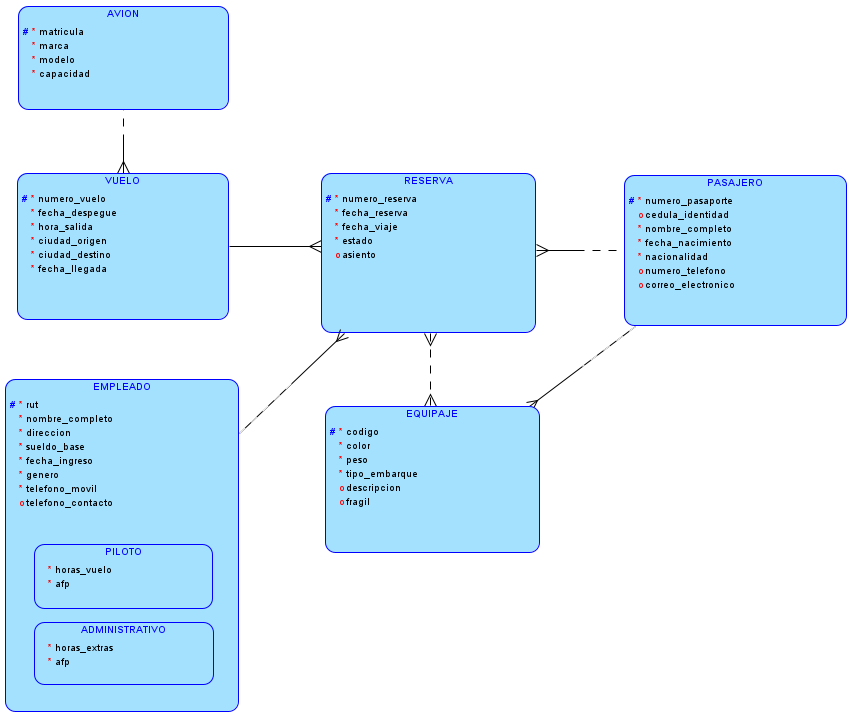 AVION
# * matricula
* marca
* modelo
* capacidad
VUELO
# * numero_vuelo
* fecha_despegue
* hora_salida
* ciudad_origen
* ciudad_destino
* fecha_llegada
RESERVA
# * numero_reserva
* fecha_reserva
* fecha_viaje
* estado
o asiento
PASAJERO
# * numero_pasaporte
o cedula_identidad
* nombre_completo
* fecha_nacimiento
* nacionalidad
o numero_telefono
o correo_electronico
EMPLEADO
# * rut
* nombre_completo
* direccion
* sueldo_base
* fecha_ingreso
* genero
* telefono_movil
o telefono_contacto
PILOTO
* horas_vuelo
* afp
ADMINISTRATIVO
* horas_extras
* afp
EQUIPAJE
# * codigo
* color
* peso
* tipo_embarque
o descripcion
o fragil